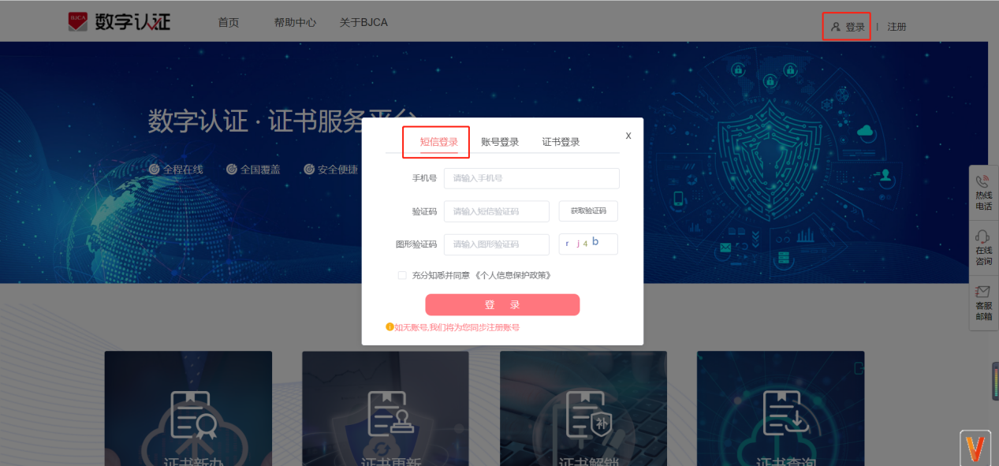 BJCA 数字认证 首页 帮助中心 关于BJCA 登录 | 注册
数字认证·证书服务平台
全程在线 全国覆盖 安全便捷
短信登录 账号登录 证书登录 X
手机号 请输入手机号
验证码 请输入短信验证码 获取验证码
图形验证码 请输入图形验证码 r j 4 b
充分知悉并同意《个人信息保护政策》
登 录
如无账号,我们将为您同步注册账号
热线
电话
在线
咨询
客服
邮箱
补
证书新办 证书更新 证书解锁 证书查询